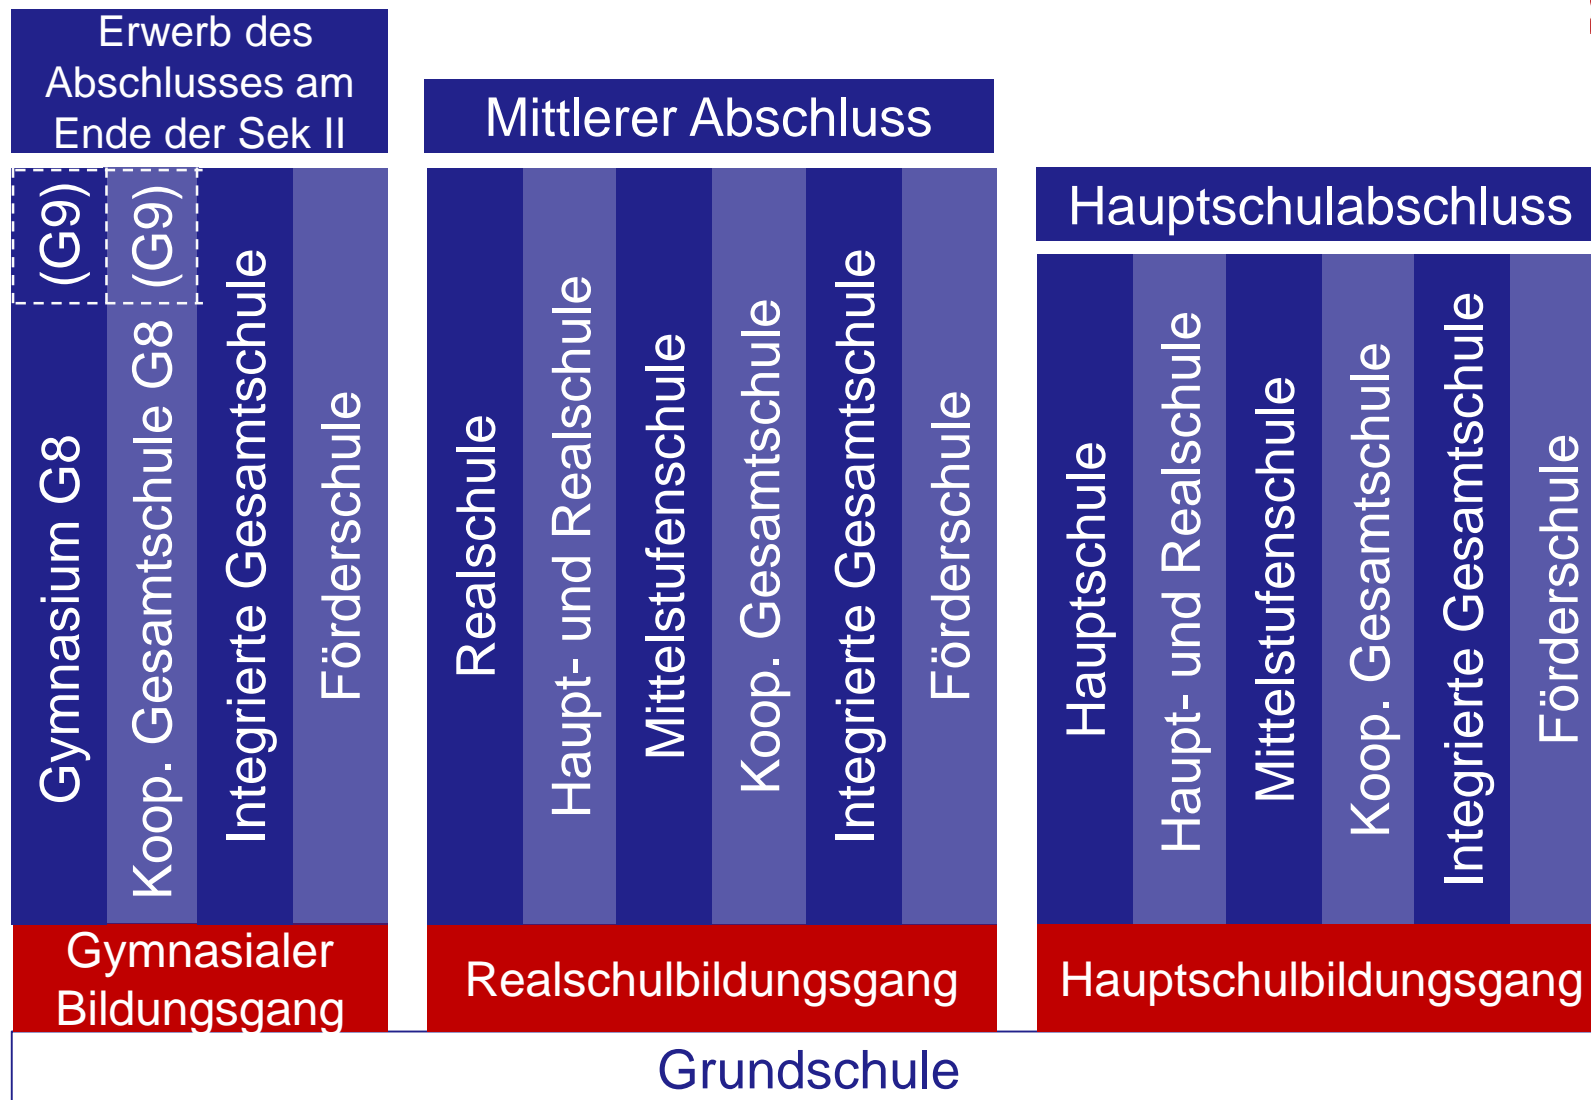 Erwerb des
Abschlusses am
Ende der Sek II
Mittlerer Abschluss
Hauptschulabschluss
Gymnasium G8 (G9)
Koop. Gesamtschule G8 (G9)
Integrierte Gesamtschule
Förderschule
Realschule
Haupt- und Realschule
Mittelstufenschule
Koop. Gesamtschule
Integrierte Gesamtschule
Förderschule
Hauptschule
Haupt- und Realschule
Mittelstufenschule
Koop. Gesamtschule
Integrierte Gesamtschule
Förderschule
Gymnasialer
Bildungsgang
Realschulbildungsgang
Hauptschulbildungsgang
Grundschule